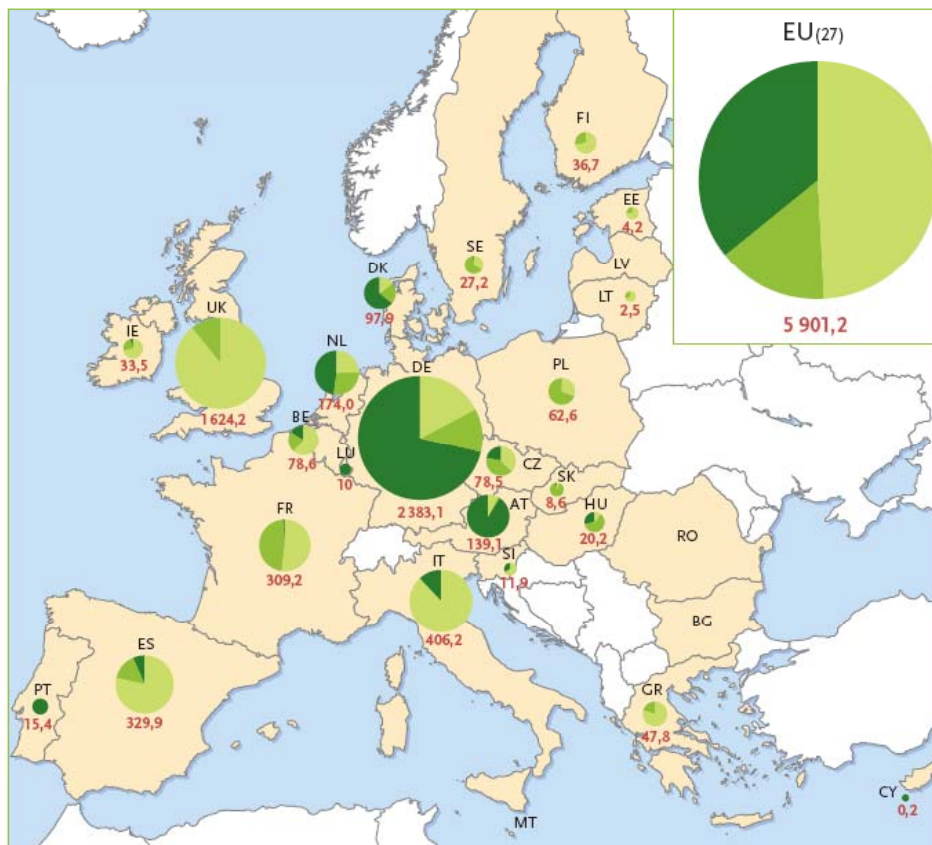 EU(27)
5 901,2
FI
36,7
EE
4,2
SE
27,2
LV
DK
97,9
LT
2,5
UK
1 624,2
IE
33,5
NL
174,0
DE
2 383,1
PL
62,6
BE
78,6
LU
10
CZ
78,5
SK
8,6
FR
309,2
AT
139,1
HU
20,2
RO
SI
11,9
IT
406,2
BG
ES
329,9
PT
15,4
GR
47,8
CY
0,2
MT